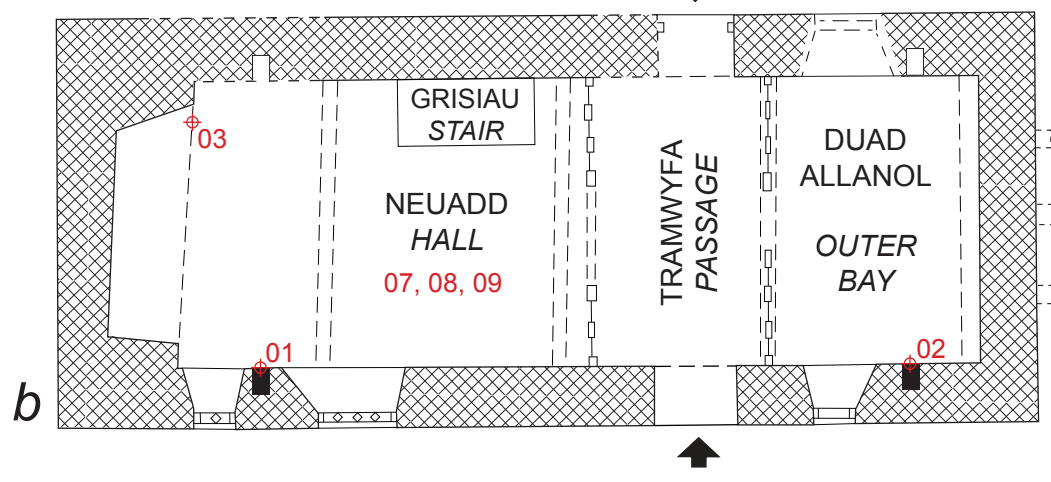 GRISIAU
STAIR
03
NEUADD
HALL
07, 08, 09
TRAMWYFA
PASSAGE
DUAD
ALLANOL
OUTER
BAY
01
02
b